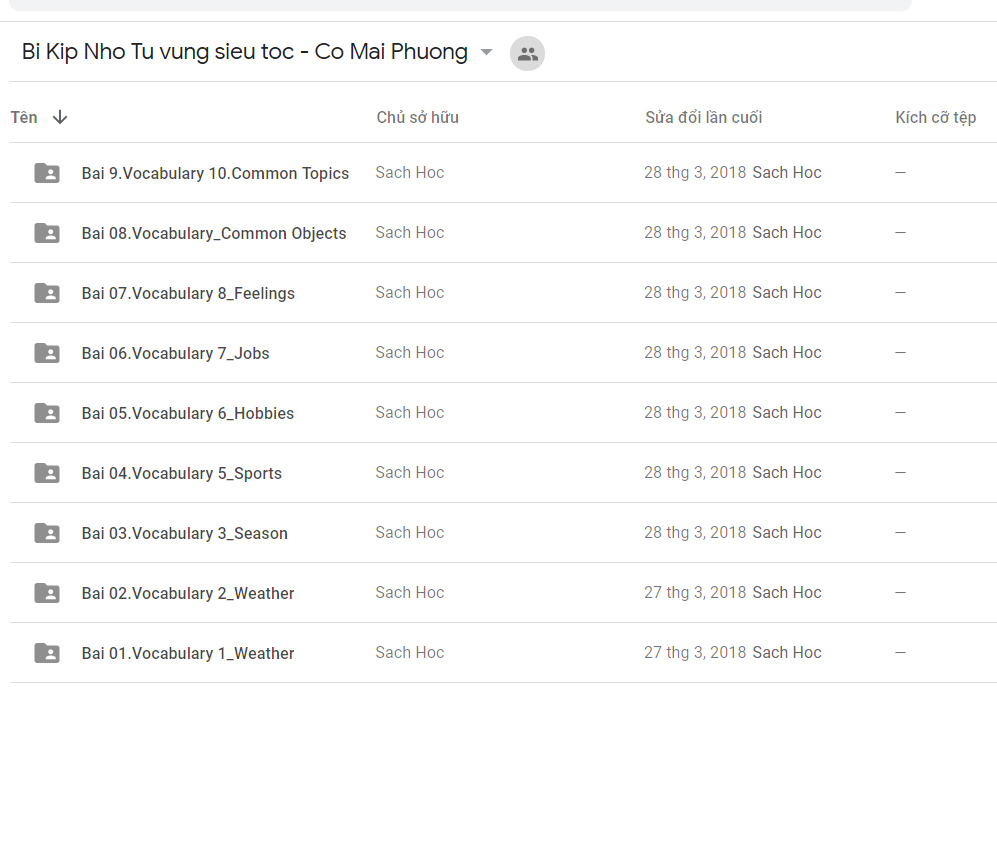 Bi Kip Nho Tu vung sieu toc - Co Mai Phuong
Tên Chủ sở hữu Sửa đổi lần cuối Kích cỡ tệp
Bai 9.Vocabulary 10.Common Topics Sach Hoc 28 thg 3, 2018 Sach Hoc —
Bai 08.Vocabulary_Common Objects Sach Hoc 28 thg 3, 2018 Sach Hoc —
Bai 07.Vocabulary 8_Feelings Sach Hoc 28 thg 3, 2018 Sach Hoc —
Bai 06.Vocabulary 7_Jobs Sach Hoc 28 thg 3, 2018 Sach Hoc —
Bai 05.Vocabulary 6_Hobbies Sach Hoc 28 thg 3, 2018 Sach Hoc —
Bai 04.Vocabulary 5_Sports Sach Hoc 28 thg 3, 2018 Sach Hoc —
Bai 03.Vocabulary 3_Season Sach Hoc 28 thg 3, 2018 Sach Hoc —
Bai 02.Vocabulary 2_Weather Sach Hoc 27 thg 3, 2018 Sach Hoc —
Bai 01.Vocabulary 1_Weather Sach Hoc 27 thg 3, 2018 Sach Hoc —